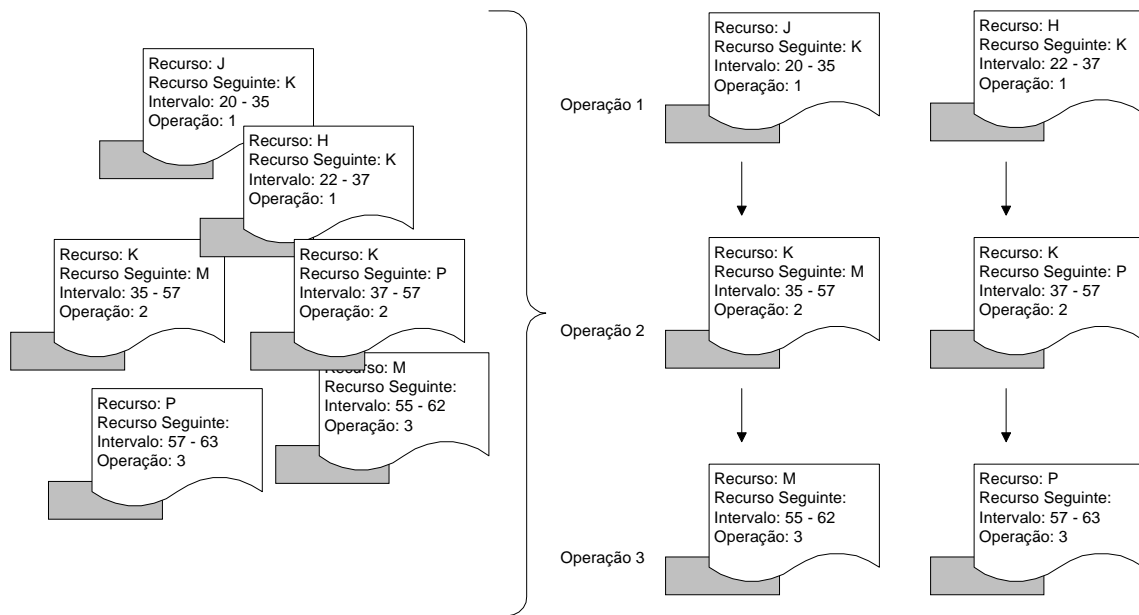 Recurso: J
Recurso Seguinte: K
Intervalo: 20 - 35
Operação: 1
Recurso: H
Recurso Seguinte: K
Intervalo: 22 - 37
Operação: 1
Recurso: K
Recurso Seguinte: M
Intervalo: 35 - 57
Operação: 2
Recurso: K
Recurso Seguinte: P
Intervalo: 37 - 57
Operação: 2
Recurso: M
Recurso Seguinte:
Intervalo: 55 - 62
Operação: 3
Recurso: P
Recurso Seguinte:
Intervalo: 57 - 63
Operação: 3
Operação 1
Recurso: J
Recurso Seguinte: K
Intervalo: 20 - 35
Operação: 1
Recurso: H
Recurso Seguinte: K
Intervalo: 22 - 37
Operação: 1
Operação 2
Recurso: K
Recurso Seguinte: M
Intervalo: 35 - 57
Operação: 2
Recurso: K
Recurso Seguinte: P
Intervalo: 37 - 57
Operação: 2
Operação 3
Recurso: M
Recurso Seguinte:
Intervalo: 55 - 62
Operação: 3
Recurso: P
Recurso Seguinte:
Intervalo: 57 - 63
Operação: 3